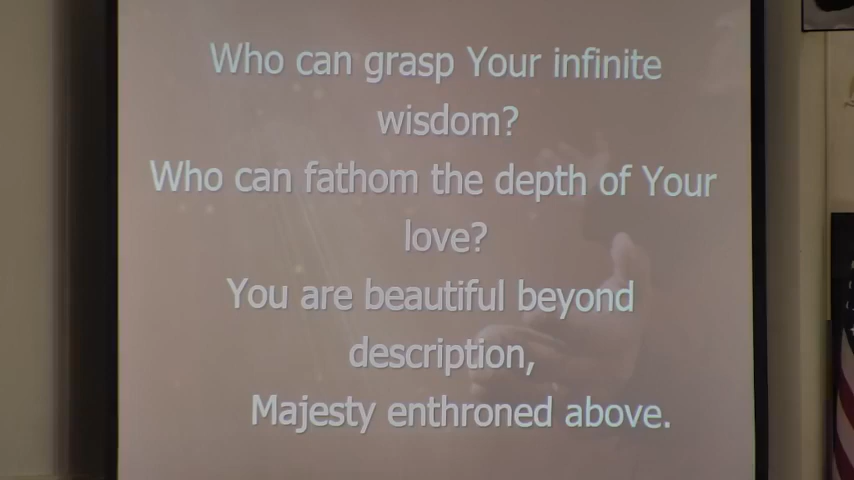 Who can grasp Your infinite
wisdom?
Who can fathom the depth of Your
love?
You are beautiful beyond
description,
Majesty enthroned above.